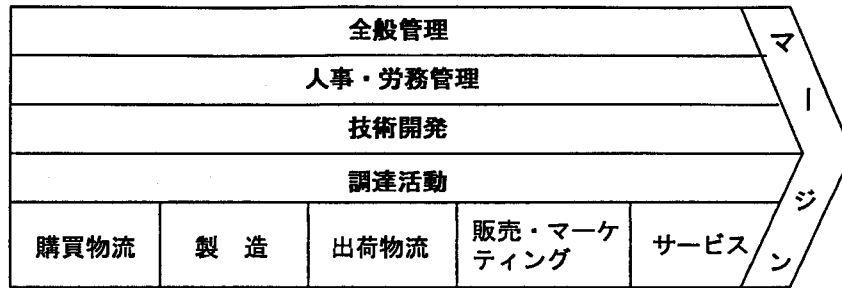 全般管理
人事・労務管理
技術開発
調達活動
購買物流
製　造
出荷物流
販売・マーケ
ティング
サービス
マージン